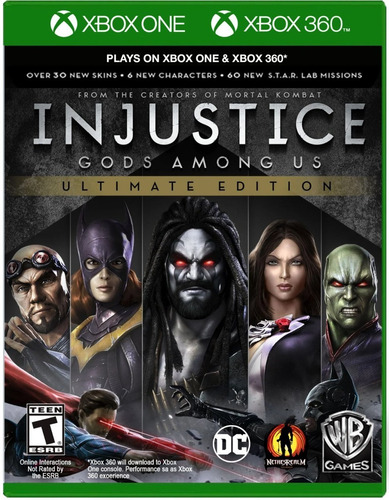 XBOX ONE XBOX 360™
PLAYS ON XBOX ONE & XBOX 360*
OVER 30 NEW SKINS • 6 NEW CHARACTERS • 60 NEW S.T.A.R. LAB MISSIONS
FROM THE CREATORS OF MORTAL KOMBAT
INJUSTICE
GODS AMONG US
ULTIMATE EDITION
TEEN
T
ESRB
Online Interactions
Not Rated by
the ESRB
*Xbox 360 will download to Xbox
One console. Performance sa as Xbox
360 experience
DC
NETHERREALM
WB
GAMES